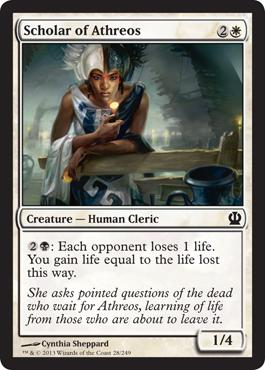 Scholar of Athreos 2
Creature — Human Cleric
2: Each opponent loses 1 life.
You gain life equal to the life lost
this way.
She asks pointed questions of the dead
who wait for Athreos, learning of life
from those who are about to leave it.
1/4
Cynthia Sheppard
™ & © 2013 Wizards of the Coast 28/249